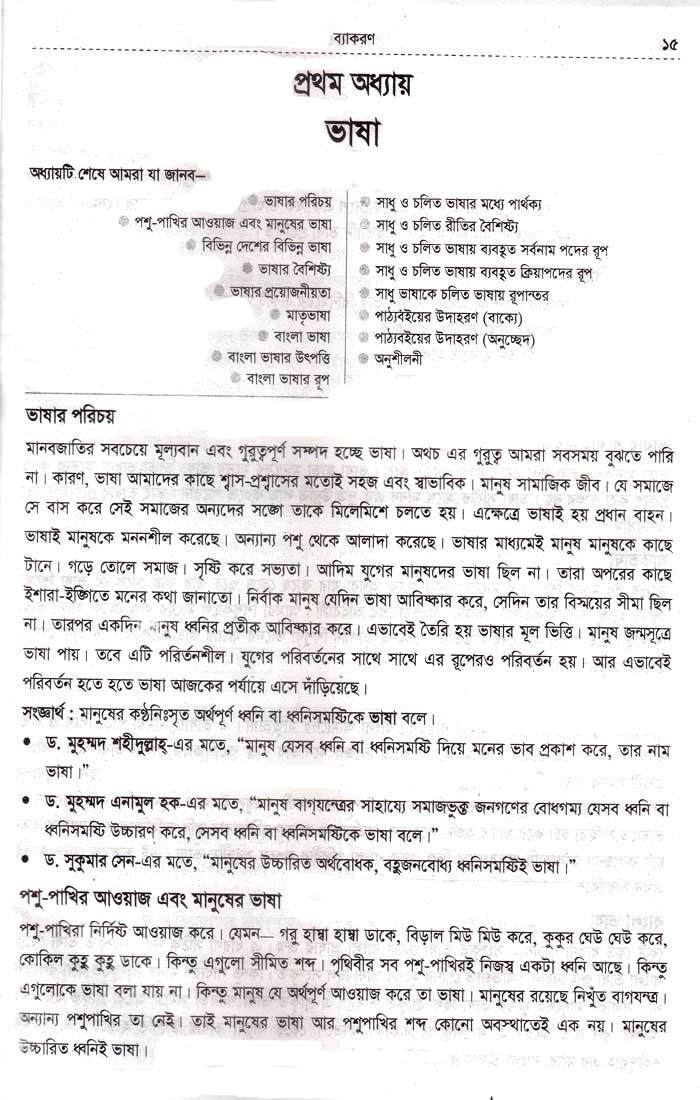 ব্যাকরণ
১৫
প্রথম অধ্যায়
ভাষা
অধ্যায়টি শেষে আমরা যা জানব—
ভাষার পরিচয়
পশু-পাখির আওয়াজ এবং মানুষের ভাষা
বিভিন্ন দেশের বিভিন্ন ভাষা
ভাষার বৈশিষ্ট্য
ভাষার প্রয়োজনীয়তা
মাতৃভাষা
বাংলা ভাষা
বাংলা ভাষার উৎপত্তি
বাংলা ভাষার রূপ
সাধু ও চলিত ভাষার মধ্যে পার্থক্য
সাধু ও চলিত রীতির বৈশিষ্ট্য
সাধু ও চলিত ভাষায় ব্যবহৃত সর্বনাম পদের রূপ
সাধু ও চলিত ভাষায় ব্যবহৃত ক্রিয়াপদের রূপ
সাধু ভাষাকে চলিত ভাষায় রূপান্তর
পাঠ্যবইয়ের উদাহরণ (বাক্যে)
পাঠ্যবইয়ের উদাহরণ (অনুচ্ছেদ)
অনুশীলনী
ভাষার পরিচয়
মানবজাতির সবচেয়ে মূল্যবান এবং গুরুত্বপূর্ণ সম্পদ হচ্ছে ভাষা। অথচ এর গুরুত্ব আমরা সবসময় বুঝতে পারি
না। কারণ, ভাষা আমাদের কাছে শ্বাস-প্রশ্বাসের মতোই সহজ এবং স্বাভাবিক। মানুষ সামাজিক জীব। যে সমাজে
সে বাস করে সেই সমাজের অন্যদের সঙ্গে তাকে মিলেমিশে চলতে হয়। এক্ষেত্রে ভাষাই হয় প্রধান বাহন।
ভাষাই মানুষকে মননশীল করেছে। অন্যান্য পশু থেকে আলাদা করেছে। ভাষার মাধ্যমেই মানুষ মানুষকে কাছে
টানে। গড়ে তোলে সমাজ। সৃষ্টি করে সভ্যতা। আদিম যুগের মানুষদের ভাষা ছিল না। তারা অপরের কাছে
ইশারা-ইঙ্গিতে মনের কথা জানাতো। নির্বাক মানুষ যেদিন ভাষা আবিষ্কার করে, সেদিন তার বিস্ময়ের সীমা ছিল
না। তারপর একদিন মানুষ ধ্বনির প্রতীক আবিষ্কার করে। এভাবেই তৈরি হয় ভাষার মূল ভিত্তি। মানুষ জন্মসূত্রে
ভাষা পায়। তবে এটি পরির্তনশীল। যুগের পরিবর্তনের সাথে সাথে এর রূপেরও পরিবর্তন হয়। আর এভাবেই
পরিবর্তন হতে হতে ভাষা আজকের পর্যায়ে এসে দাঁড়িয়েছে।
সংজ্ঞার্থ : মানুষের কণ্ঠনিঃসৃত অর্থপূর্ণ ধ্বনি বা ধ্বনিসমষ্টিকে ভাষা বলে।
• ড. মুহম্মদ শহীদুল্লাহ্-এর মতে, “মানুষ যেসব ধ্বনি বা ধ্বনিসমষ্টি দিয়ে মনের ভাব প্রকাশ করে, তার নাম
ভাষা।”
• ড. মুহম্মদ এনামুল হক-এর মতে, “মানুষ বাগ্‌যন্ত্রের সাহায্যে সমাজভুক্ত জনগণের বোধগম্য যেসব ধ্বনি বা
ধ্বনিসমষ্টি উচ্চারণ করে, সেসব ধ্বনি বা ধ্বনিসমষ্টিকে ভাষা বলে।”
• ড. সুকুমার সেন-এর মতে, “মানুষের উচ্চারিত অর্থবোধক, বহুজনবোধ্য ধ্বনিসমষ্টিই ভাষা।”
পশু-পাখির আওয়াজ এবং মানুষের ভাষা
পশু-পাখিরা নির্দিষ্ট আওয়াজ করে। যেমন— গরু হাম্বা হাম্বা ডাকে, বিড়াল মিউ মিউ করে, কুকুর ঘেউ ঘেউ করে,
কোকিল কুহু কুহু ডাকে। কিন্তু এগুলো সীমিত শব্দ। পৃথিবীর সব পশু-পাখিরই নিজস্ব একটা ধ্বনি আছে। কিন্তু
এগুলোকে ভাষা বলা যায় না। কিন্তু মানুষ যে অর্থপূর্ণ আওয়াজ করে তা ভাষা। মানুষের রয়েছে নিখুঁত বাগযন্ত্র।
অন্যান্য পশুপাখির তা নেই। তাই মানুষের ভাষা আর পশুপাখির শব্দ কোনো অবস্থাতেই এক নয়। মানুষের
উচ্চারিত ধ্বনিই ভাষা।